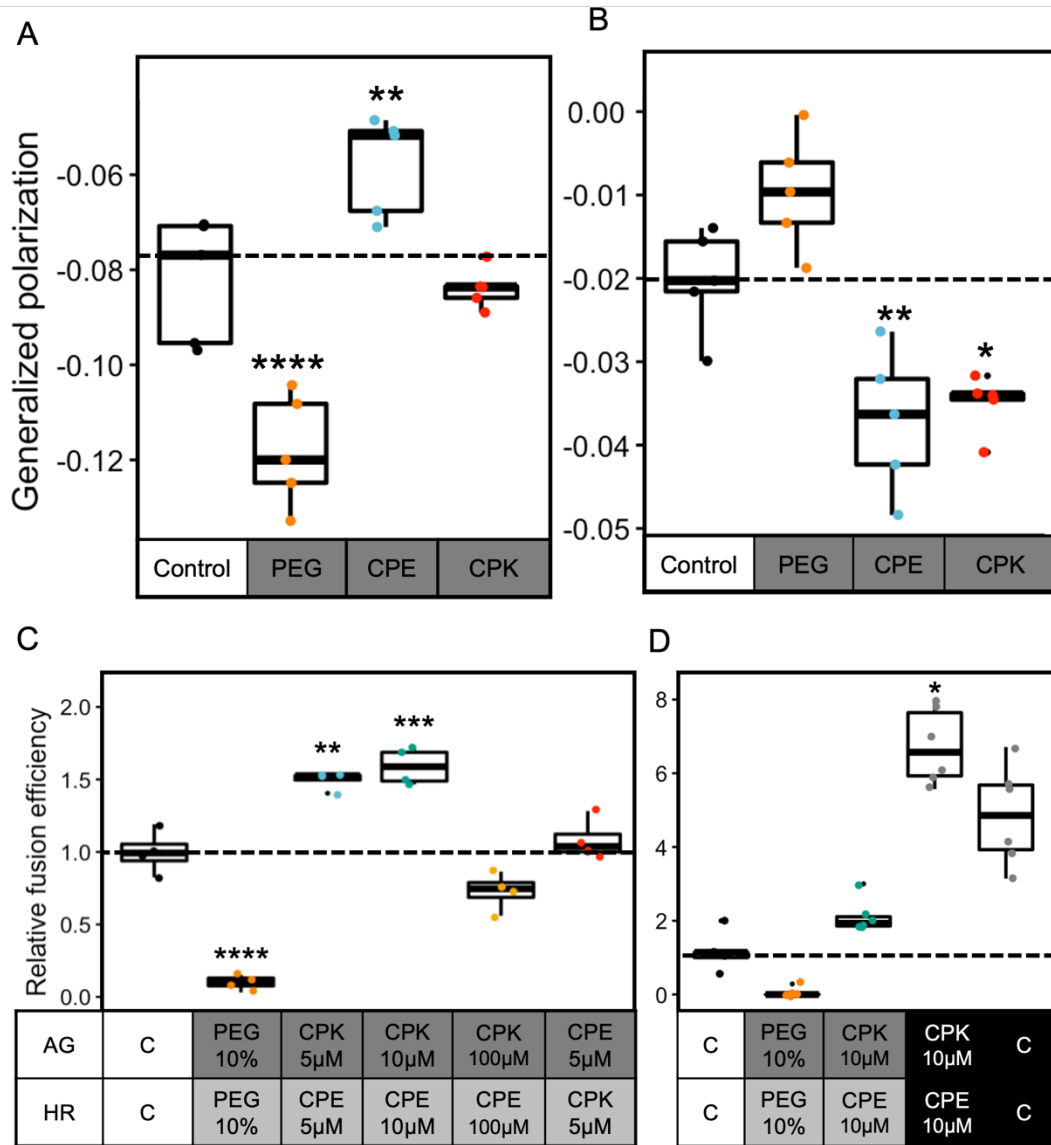 A
B
Generalized polarization
-0.06
-0.08
-0.10
-0.12
**
****
Control PEG CPE CPK
0.00
-0.01
-0.02
-0.03
-0.04
-0.05
**
*
Control PEG CPE CPK
C
D
Relative fusion efficiency
2.0
1.5
1.0
0.5
0.0
****
**
***
AG C PEG 10% CPK 5µM CPK 10µM CPK 100µM CPE 5µM
HR C PEG 10% CPE 5µM CPE 10µM CPE 100µM CPK 5µM
8
6
4
2
0
*
C PEG 10% CPK 10µM CPK 10µM C
C PEG 10% CPE 10µM CPE 10µM C